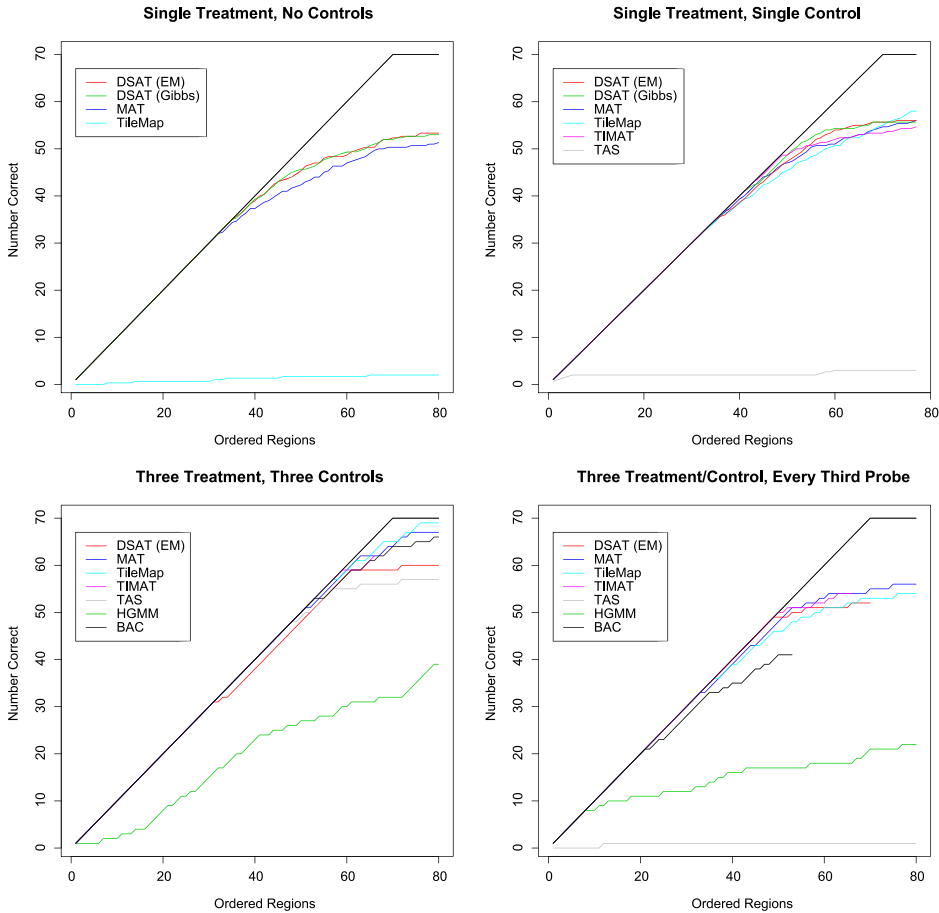 Single Treatment, No Controls
Number Correct
70
60
50
40
30
20
10
0
DSAT (EM)
DSAT (Gibbs)
MAT
TileMap
0
20
40
60
80
Ordered Regions
Single Treatment, Single Control
Number Correct
70
60
50
40
30
20
10
0
DSAT (EM)
DSAT (Gibbs)
MAT
TileMap
TIMAT
TAS
0
20
40
60
80
Ordered Regions
Three Treatment, Three Controls
Number Correct
70
60
50
40
30
20
10
0
DSAT (EM)
MAT
TileMap
TIMAT
TAS
HGMM
BAC
0
20
40
60
80
Ordered Regions
Three Treatment/Control, Every Third Probe
Number Correct
70
60
50
40
30
20
10
0
DSAT (EM)
MAT
TileMap
TIMAT
TAS
HGMM
BAC
0
20
40
60
80
Ordered Regions